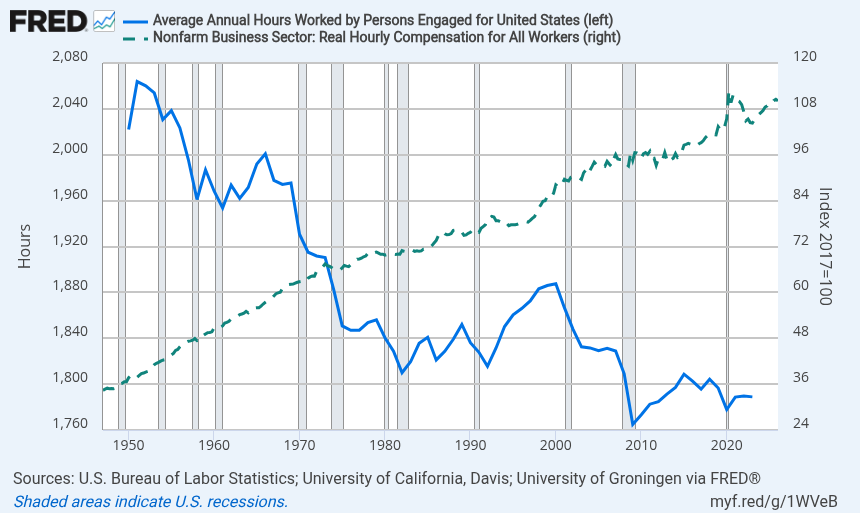 FRED
Average Annual Hours Worked by Persons Engaged for United States (left)
Nonfarm Business Sector: Real Hourly Compensation for All Workers (right)
2,080 120
2,040 108
2,000 96
1,960 84
1,920 72
1,880 60
1,840 48
1,800 36
1,760 24
Hours
Index 2017=100
1950 1960 1970 1980 1990 2000 2010 2020
Sources: U.S. Bureau of Labor Statistics; University of California, Davis; University of Groningen via FRED®
Shaded areas indicate U.S. recessions. myf.red/g/1WVeB